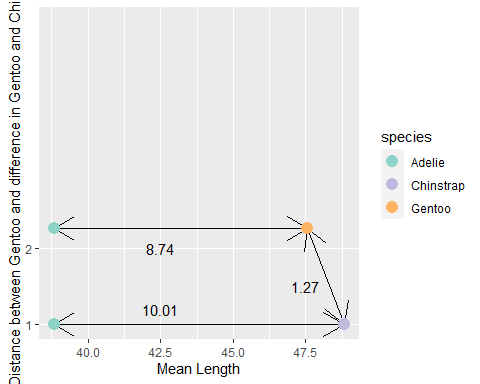 Distance between Gentoo and difference in Gentoo and Chi
2
1
8.74
10.01
1.27
40.0 42.5 45.0 47.5
Mean Length
species
Adelie
Chinstrap
Gentoo